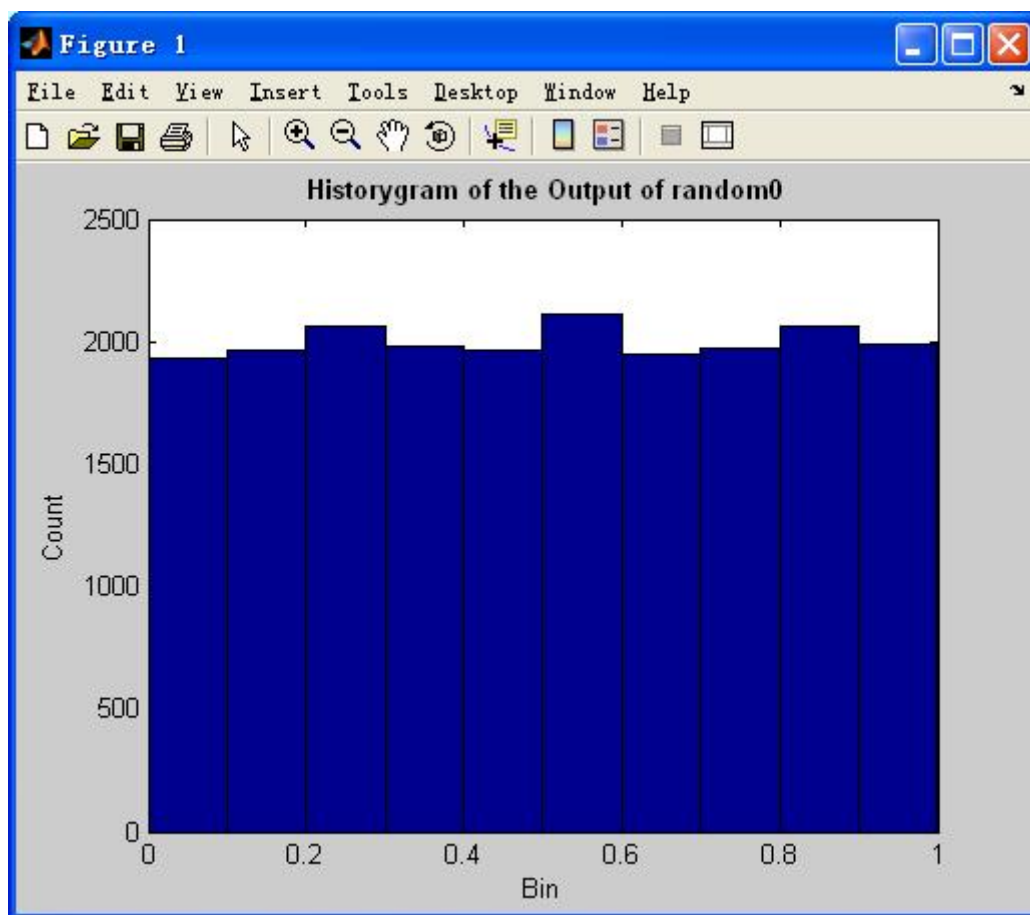 Figure 1
File Edit View Insert Tools Desktop Window Help
Historygram of the Output of random0
2500
2000
1500
1000
500
0
Count
0 0.2 0.4 0.6 0.8 1
Bin